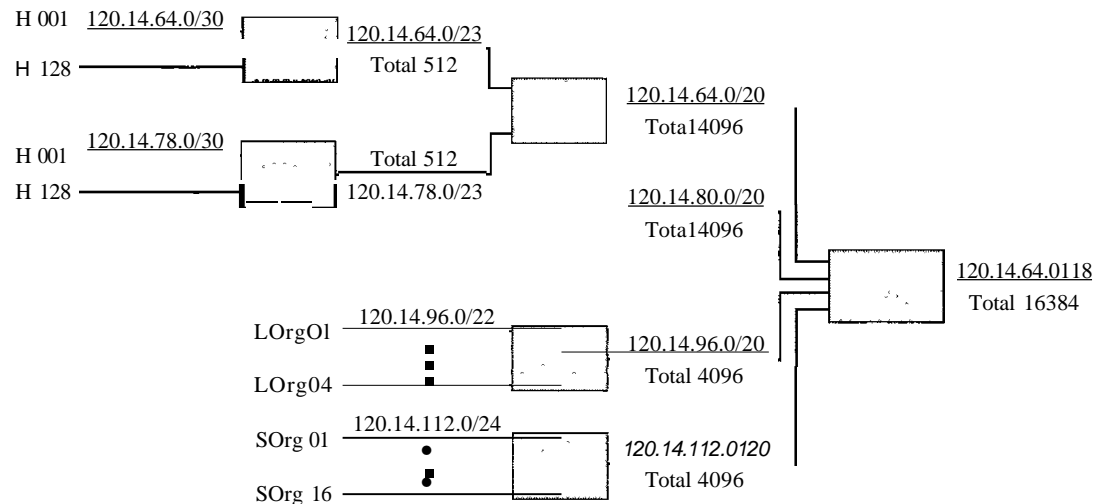 H 001 120.14.64.0/30
120.14.64.0/23
H 128
Total 512
120.14.64.0/20
Tota14096
H 001 120.14.78.0/30
Total 512
H 128
120.14.78.0/23
120.14.80.0/20
Tota14096
120.14.64.0118
Total 16384
LOrgOl
120.14.96.0/22
120.14.96.0/20
LOrg04
Total 4096
SOrg 01
120.14.112.0/24
120.14.112.0120
SOrg 16
Total 4096